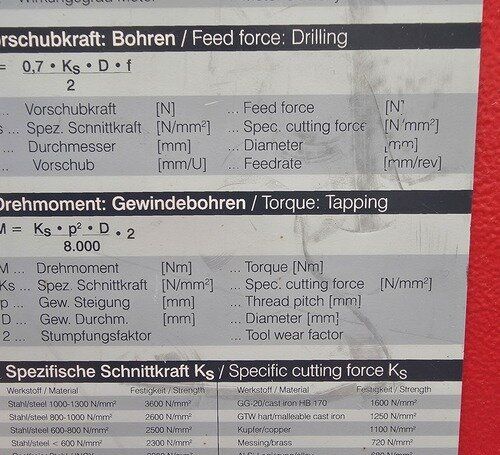 Vorschubkraft: Bohren / Feed force: Drilling
= 0,7 • KS • D • f
2
... Vorschubkraft [N] ... Feed force [N]
... Spez. Schnittkraft [N/mm²] ... Spec. cutting force [N/mm²]
... Durchmesser [mm] ... Diameter [mm]
... Vorschub [mm/U] ... Feedrate [mm/rev]
Drehmoment: Gewindebohren / Torque: Tapping
M = KS • p² • D • 2
8.000
M ... Drehmoment [Nm] ... Torque [Nm]
Ks ... Spez. Schnittkraft [N/mm²] ... Spec. cutting force [N/mm²]
p ... Gew. Steigung [mm] ... Thread pitch [mm]
D ... Gew. Durchm. [mm] ... Diameter [mm]
2 ... Stumpfungsfaktor ... Tool wear factor
Spezifische Schnittkraft KS / Specific cutting force KS
Werkstoff / Material Festigkeit / Strength Werkstoff / Material Festigkeit / Strength
Stahl/steel 1000-1300 N/mm² 3600 N/mm² GG-20/cast iron HB 170 1600 N/mm²
Stahl/steel 800-1000 N/mm² 2600 N/mm² GTW hart/malleable cast iron 1250 N/mm²
Stahl/steel 600-800 N/mm² 2500 N/mm² Kupfer/copper 1100 N/mm²
Stahl/steel < 600 N/mm² 2300 N/mm² Messing/brass 720 N/mm²